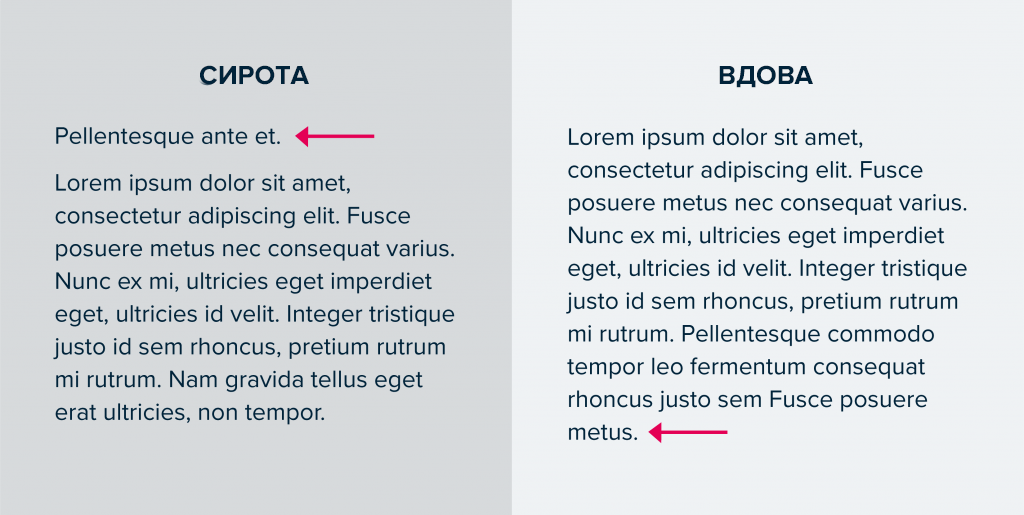 СИРОТА
Pellentesque ante et.
Lorem ipsum dolor sit amet,
consectetur adipiscing elit. Fusce
posuere metus nec consequat varius.
Nunc ex mi, ultricies eget imperdiet
eget, ultricies id velit. Integer tristique
justo id sem rhoncus, pretium rutrum
mi rutrum. Nam gravida tellus eget
erat ultricies, non tempor.
ВДОВА
Lorem ipsum dolor sit amet,
consectetur adipiscing elit. Fusce
posuere metus nec consequat varius.
Nunc ex mi, ultricies eget imperdiet
eget, ultricies id velit. Integer tristique
justo id sem rhoncus, pretium rutrum
mi rutrum. Pellentesque commodo
tempor leo fermentum consequat
rhoncus justo sem Fusce posuere
metus.